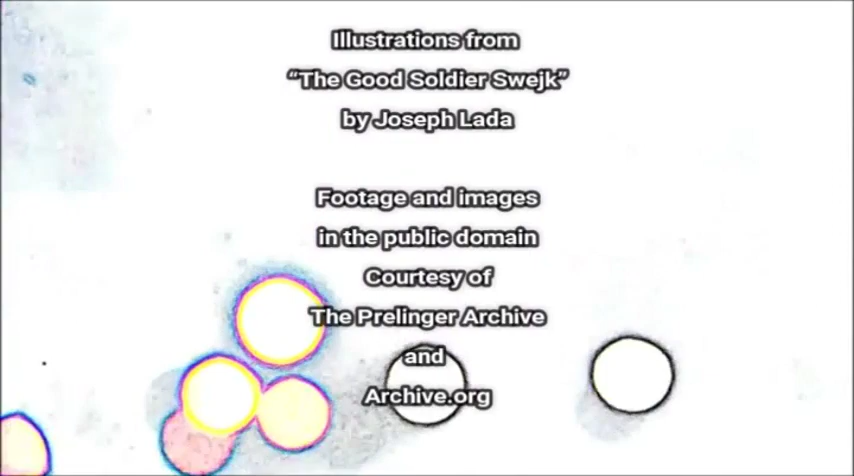 Illustrations from
“The Good Soldier Swejk”
by Joseph Lada
Footage and images
in the public domain
Courtesy of
The Prelinger Archive
and
Archive.org